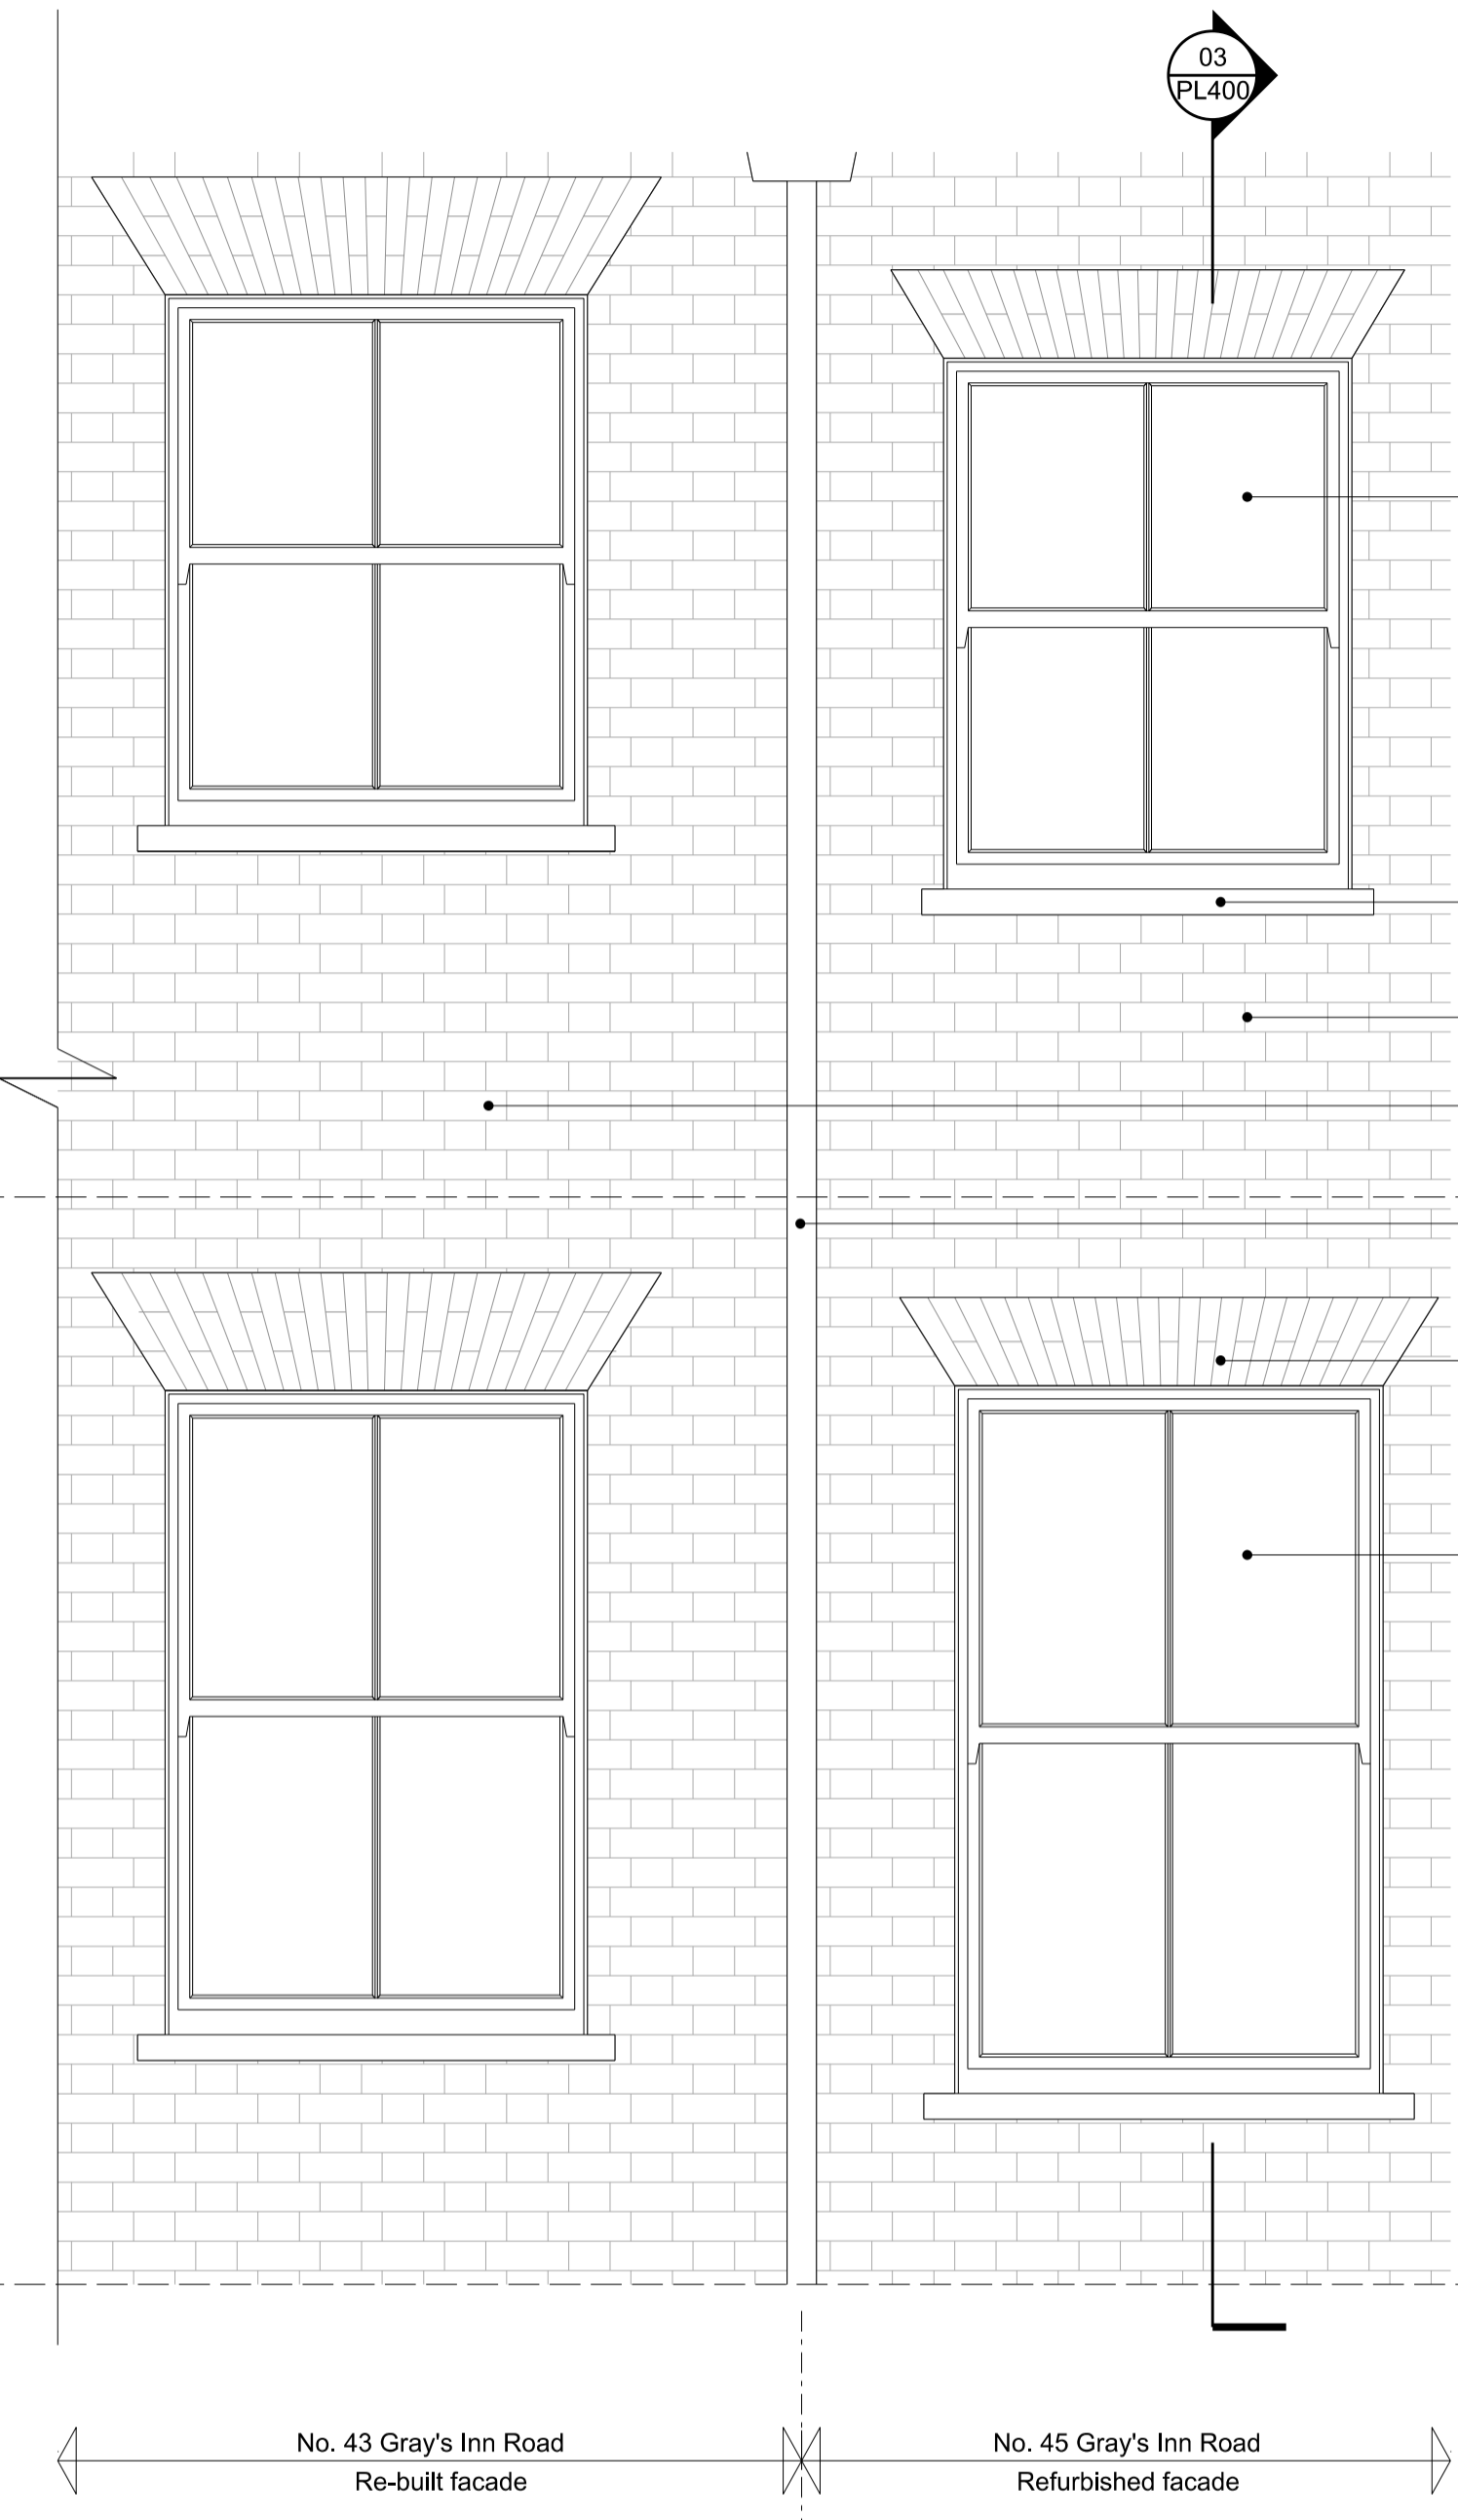 03
PL400
No. 43 Gray's Inn Road
Re-built facade
No. 45 Gray's Inn Road
Refurbished facade